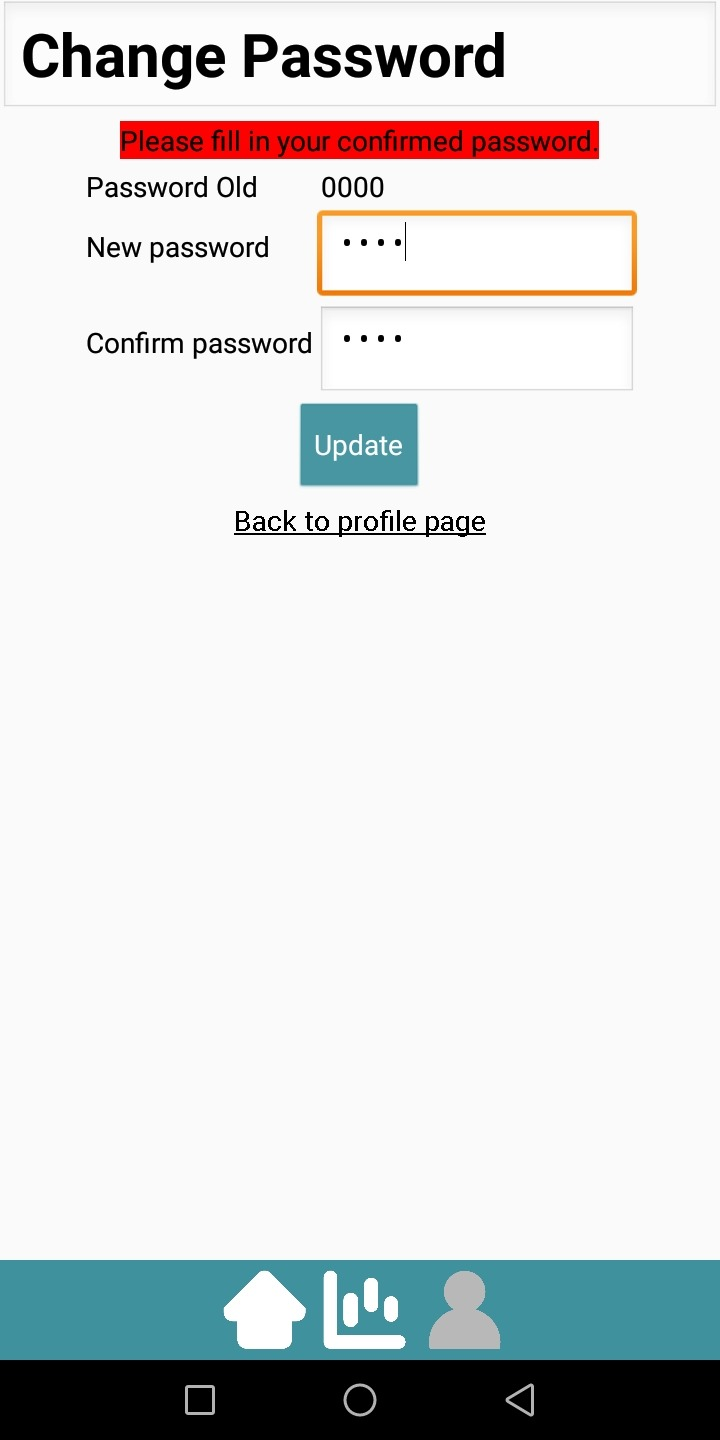 Change Password
Please fill in your confirmed password.
Password Old 0000
New password ····
Confirm password ····
Update
Back to profile page